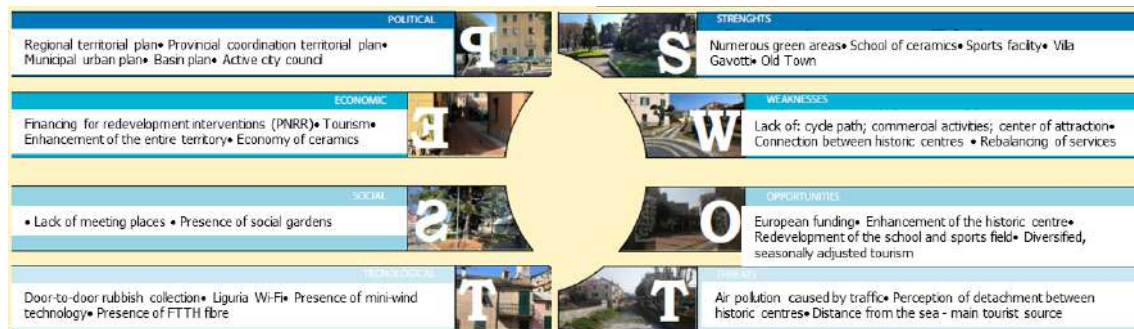 POLITICAL
Regional territorial plan• Provincial coordination territorial plan•
Municipal urban plan• Basin plan• Active city council
P
ECONOMIC
Financing for redevelopment interventions (PNRR)• Tourism•
Enhancement of the entire territory• Economy of ceramics
E
SOCIAL
• Lack of meeting places • Presence of social gardens
S
TECNOLOGICAL
Door-to-door rubbish collection• Liguria Wi-Fi• Presence of mini-wind
technology• Presence of FTTH fibre
T
STRENGHTS
S
Numerous green areas• School of ceramics• Sports facility• Villa
Gavotti• Old Town
WEAKNESSES
W
Lack of: cycle path; commercial activities; center of attraction•
Connection between historic centres • Rebalancing of services
OPPORTUNITIES
O
European funding• Enhancement of the historic centre•
Redevelopment of the school and sports field• Diversified,
seasonally adjusted tourism
THREATS
T
Air polution caused by traffic• Perception of detachment between
historic centres• Distance from the sea - main tourist source